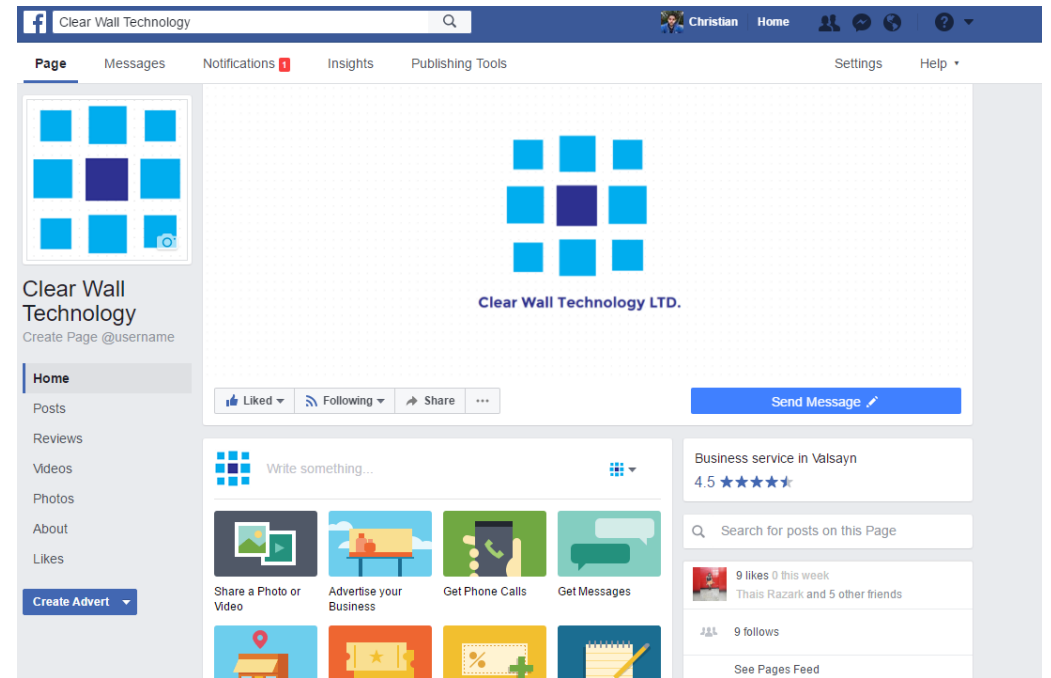 Clear Wall Technology
Christian
Home
Page
Messages
Notifications 1
Insights
Publishing Tools
Settings
Help
Clear Wall
Technology
Create Page @username
Home
Posts
Reviews
Videos
Photos
About
Likes
Create Advert
Clear Wall Technology LTD.
Liked
Following
Share
...
Send Message
Write something...
Share a Photo or
Video
Advertise your
Business
Get Phone Calls
Get Messages
Business service in Valsayn
4.5
Search for posts on this Page
9 likes 0 this week
Thais Razark and 5 other friends
9 follows
See Pages Feed